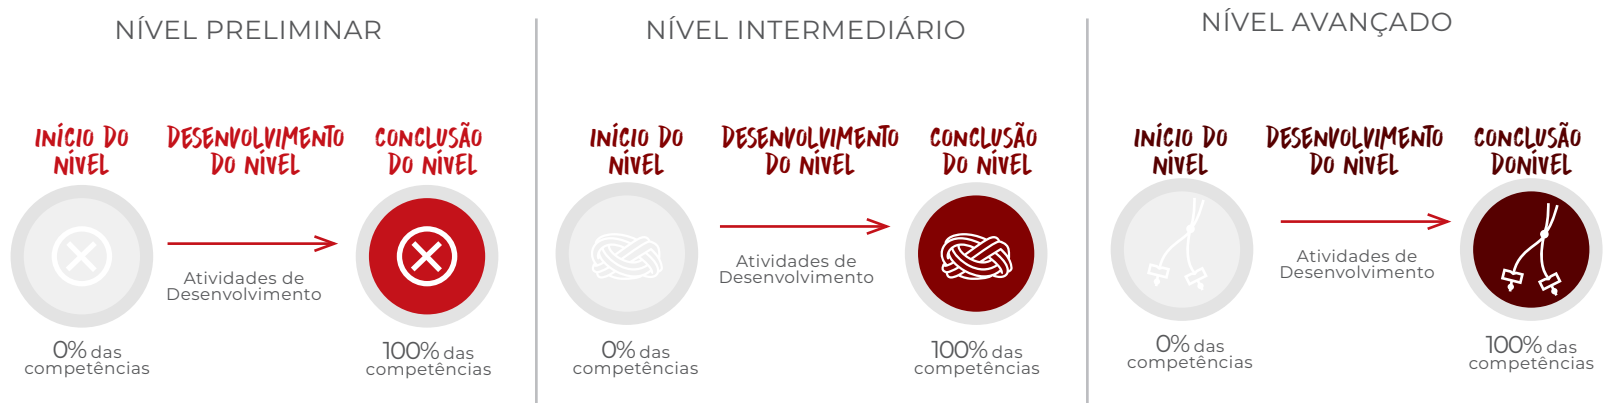 NÍVEL PRELIMINAR
INÍCIO DO
NÍVEL
DESENVOLVIMENTO
DO NÍVEL
CONCLUSÃO
DO NÍVEL
Atividades de
Desenvolvimento
0% das
competências
100% das
competências
NÍVEL INTERMEDIÁRIO
INÍCIO DO
NÍVEL
DESENVOLVIMENTO
DO NÍVEL
CONCLUSÃO
DO NÍVEL
Atividades de
Desenvolvimento
0% das
competências
100% das
competências
NÍVEL AVANÇADO
INÍCIO DO
NÍVEL
DESENVOLVIMENTO
DO NÍVEL
CONCLUSÃO
DONÍVEL
Atividades de
Desenvolvimento
0% das
competências
100% das
competências